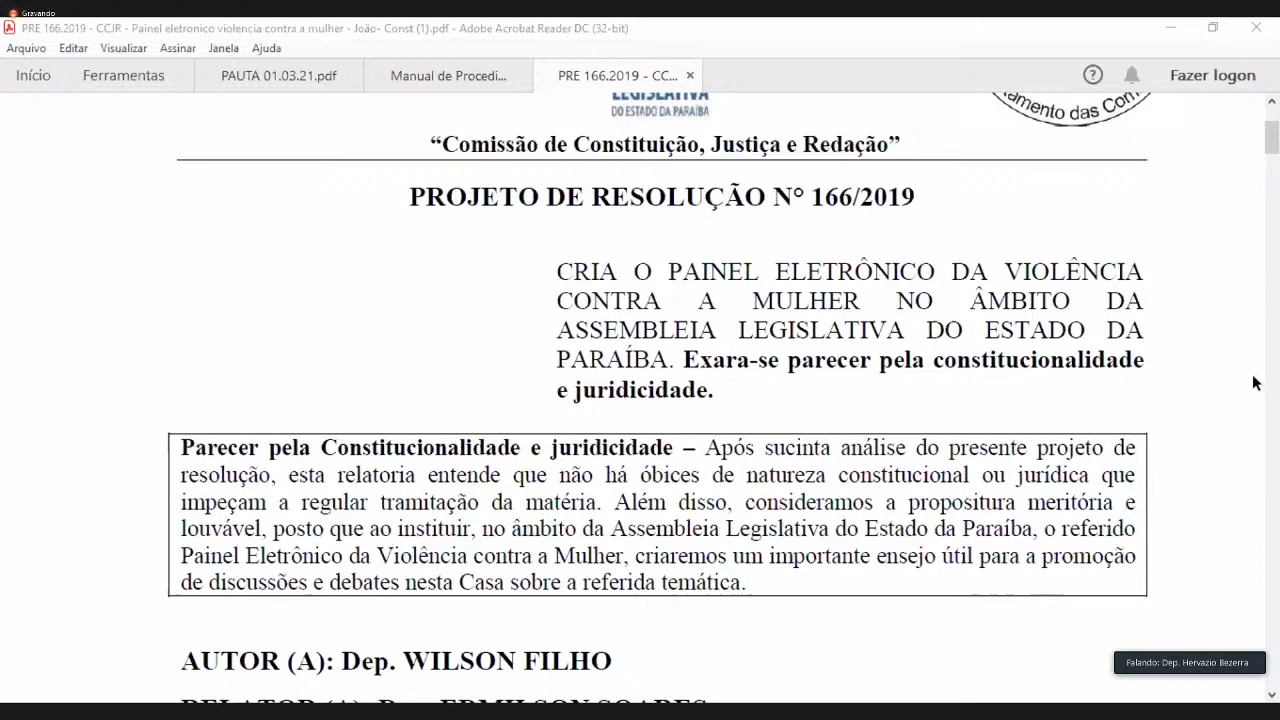 Gravando
PRE 166.2019 - CCJR - Painel eletronico violencia contra a mulher - João- Const (1).pdf - Adobe Acrobat Reader DC (32-bit)
Arquivo Editar Visualizar Assinar Janela Ajuda
Início Ferramentas PAUTA 01.03.21.pdf Manual de Procedi... PRE 166.2019 - CC... × ? Fazer logon
LEGISLATIVA
DO ESTADO DA PARAÍBA
amento das Com
“Comissão de Constituição, Justiça e Redação”
PROJETO DE RESOLUÇÃO N° 166/2019
CRIA O PAINEL ELETRÔNICO DA VIOLÊNCIA
CONTRA A MULHER NO ÂMBITO DA
ASSEMBLEIA LEGISLATIVA DO ESTADO DA
PARAÍBA. Exara-se parecer pela constitucionalidade
e juridicidade.
Parecer pela Constitucionalidade e juridicidade – Após sucinta análise do presente projeto de
resolução, esta relatoria entende que não há óbices de natureza constitucional ou jurídica que
impeçam a regular tramitação da matéria. Além disso, consideramos a propositura meritória e
louvável, posto que ao instituir, no âmbito da Assembleia Legislativa do Estado da Paraíba, o referido
Painel Eletrônico da Violência contra a Mulher, criaremos um importante ensejo útil para a promoção
de discussões e debates nesta Casa sobre a referida temática.
AUTOR (A): Dep. WILSON FILHO
RELATOR (A): Dep. EDMILSON SOARES
Falando: Dep. Hervazio Bezerra